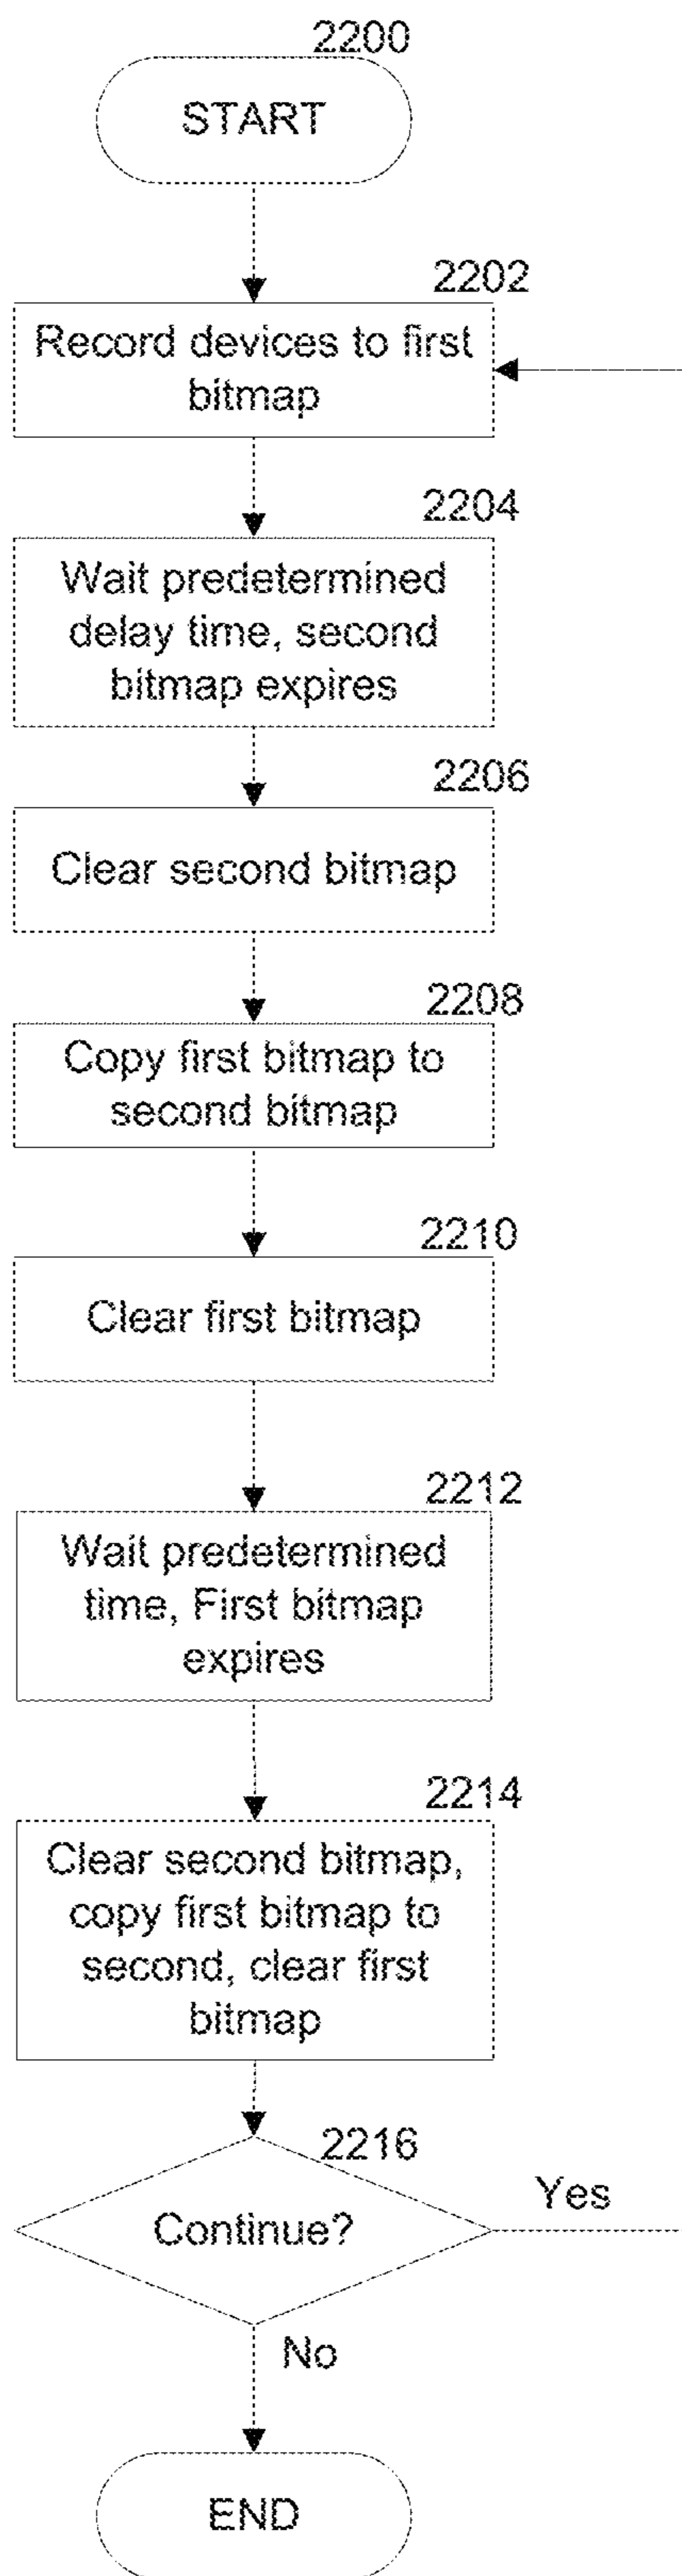 2200
START
2202
Record devices to first
bitmap
2204
Wait predetermined
delay time, second
bitmap expires
2206
Clear second bitmap
2208
Copy first bitmap to
second bitmap
2210
Clear first bitmap
2212
Wait predetermined
time, First bitmap
expires
2214
Clear second bitmap,
copy first bitmap to
second, clear first
bitmap
2216
Continue?
Yes
No
END